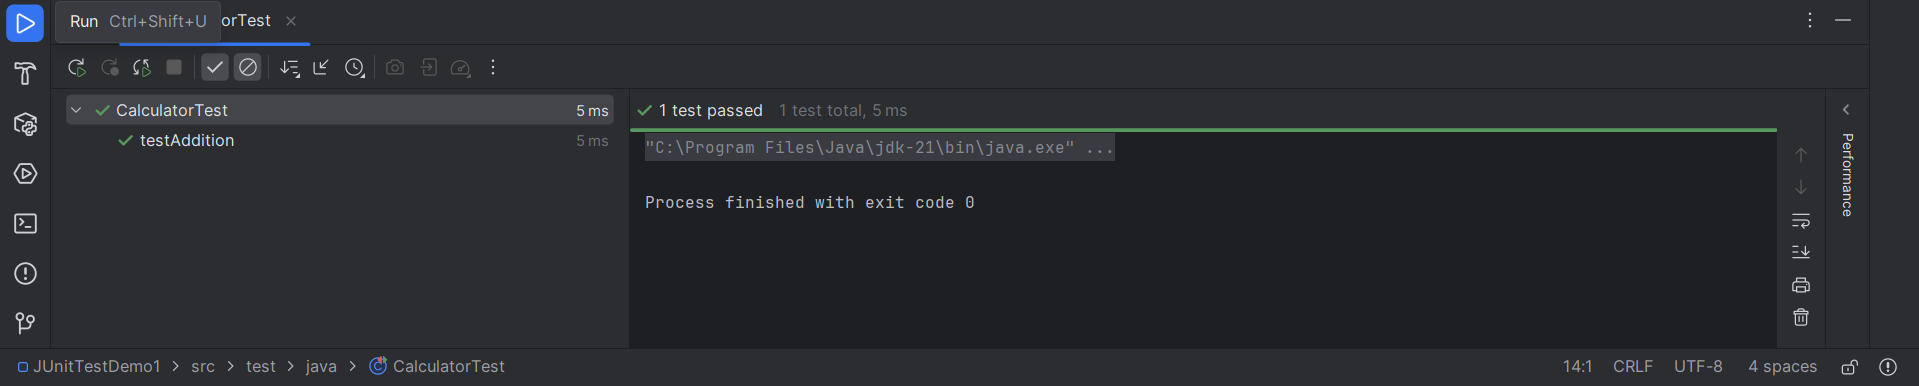 Run Ctrl+Shift+U
orTest
CalculatorTest 5 ms
testAddition 5 ms
1 test passed 1 test total, 5 ms
"C:\Program Files\Java\jdk-21\bin\java.exe" ...
Process finished with exit code 0
Performance
JUnitTestDemo1 > src > test > java > CalculatorTest
14:1 CRLF UTF-8 4 spaces